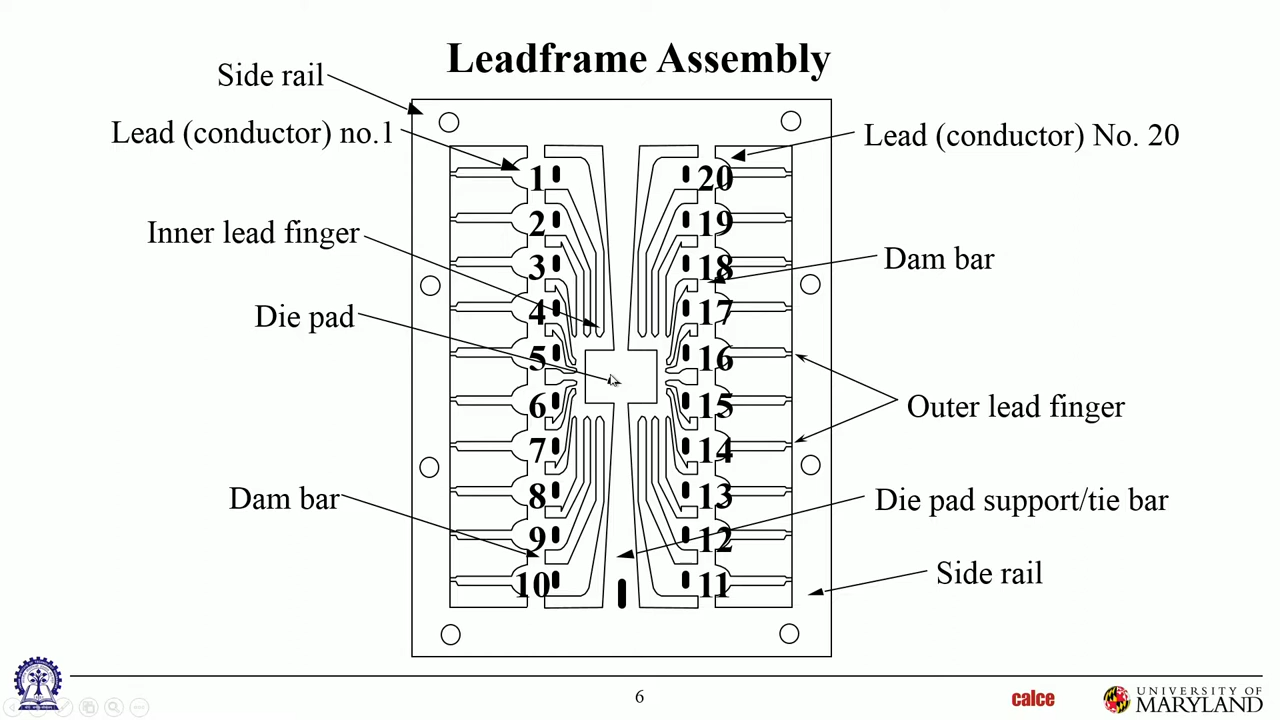 Leadframe Assembly
Side rail
Lead (conductor) no.1
Lead (conductor) No. 20
Inner lead finger
Dam bar
Die pad
Outer lead finger
Dam bar
Die pad support/tie bar
Side rail
1
2
3
4
5
6
7
8
9
10
20
19
18
17
16
15
14
13
12
11
6
calce
UNIVERSITY OF
MARYLAND